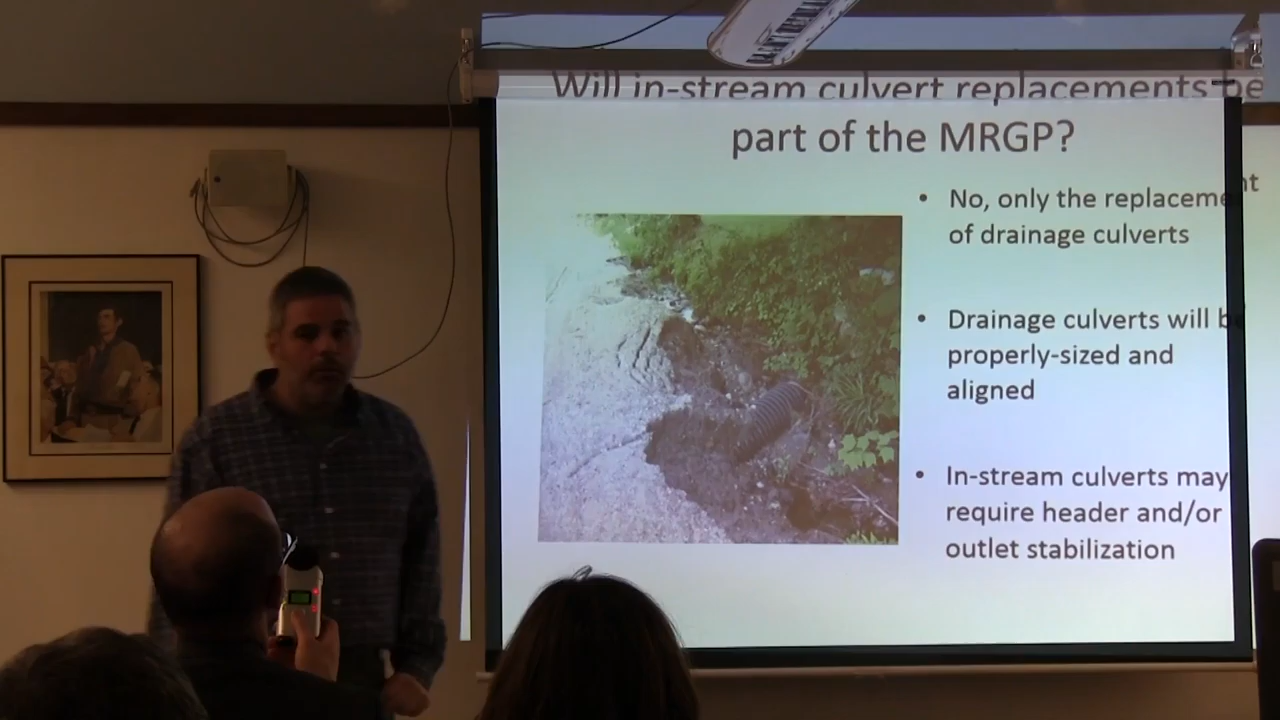 Will in-stream culvert replacements be
part of the MRGP?
• No, only the replacement
of drainage culverts
• Drainage culverts will be
properly-sized and
aligned
• In-stream culverts may
require header and/or
outlet stabilization